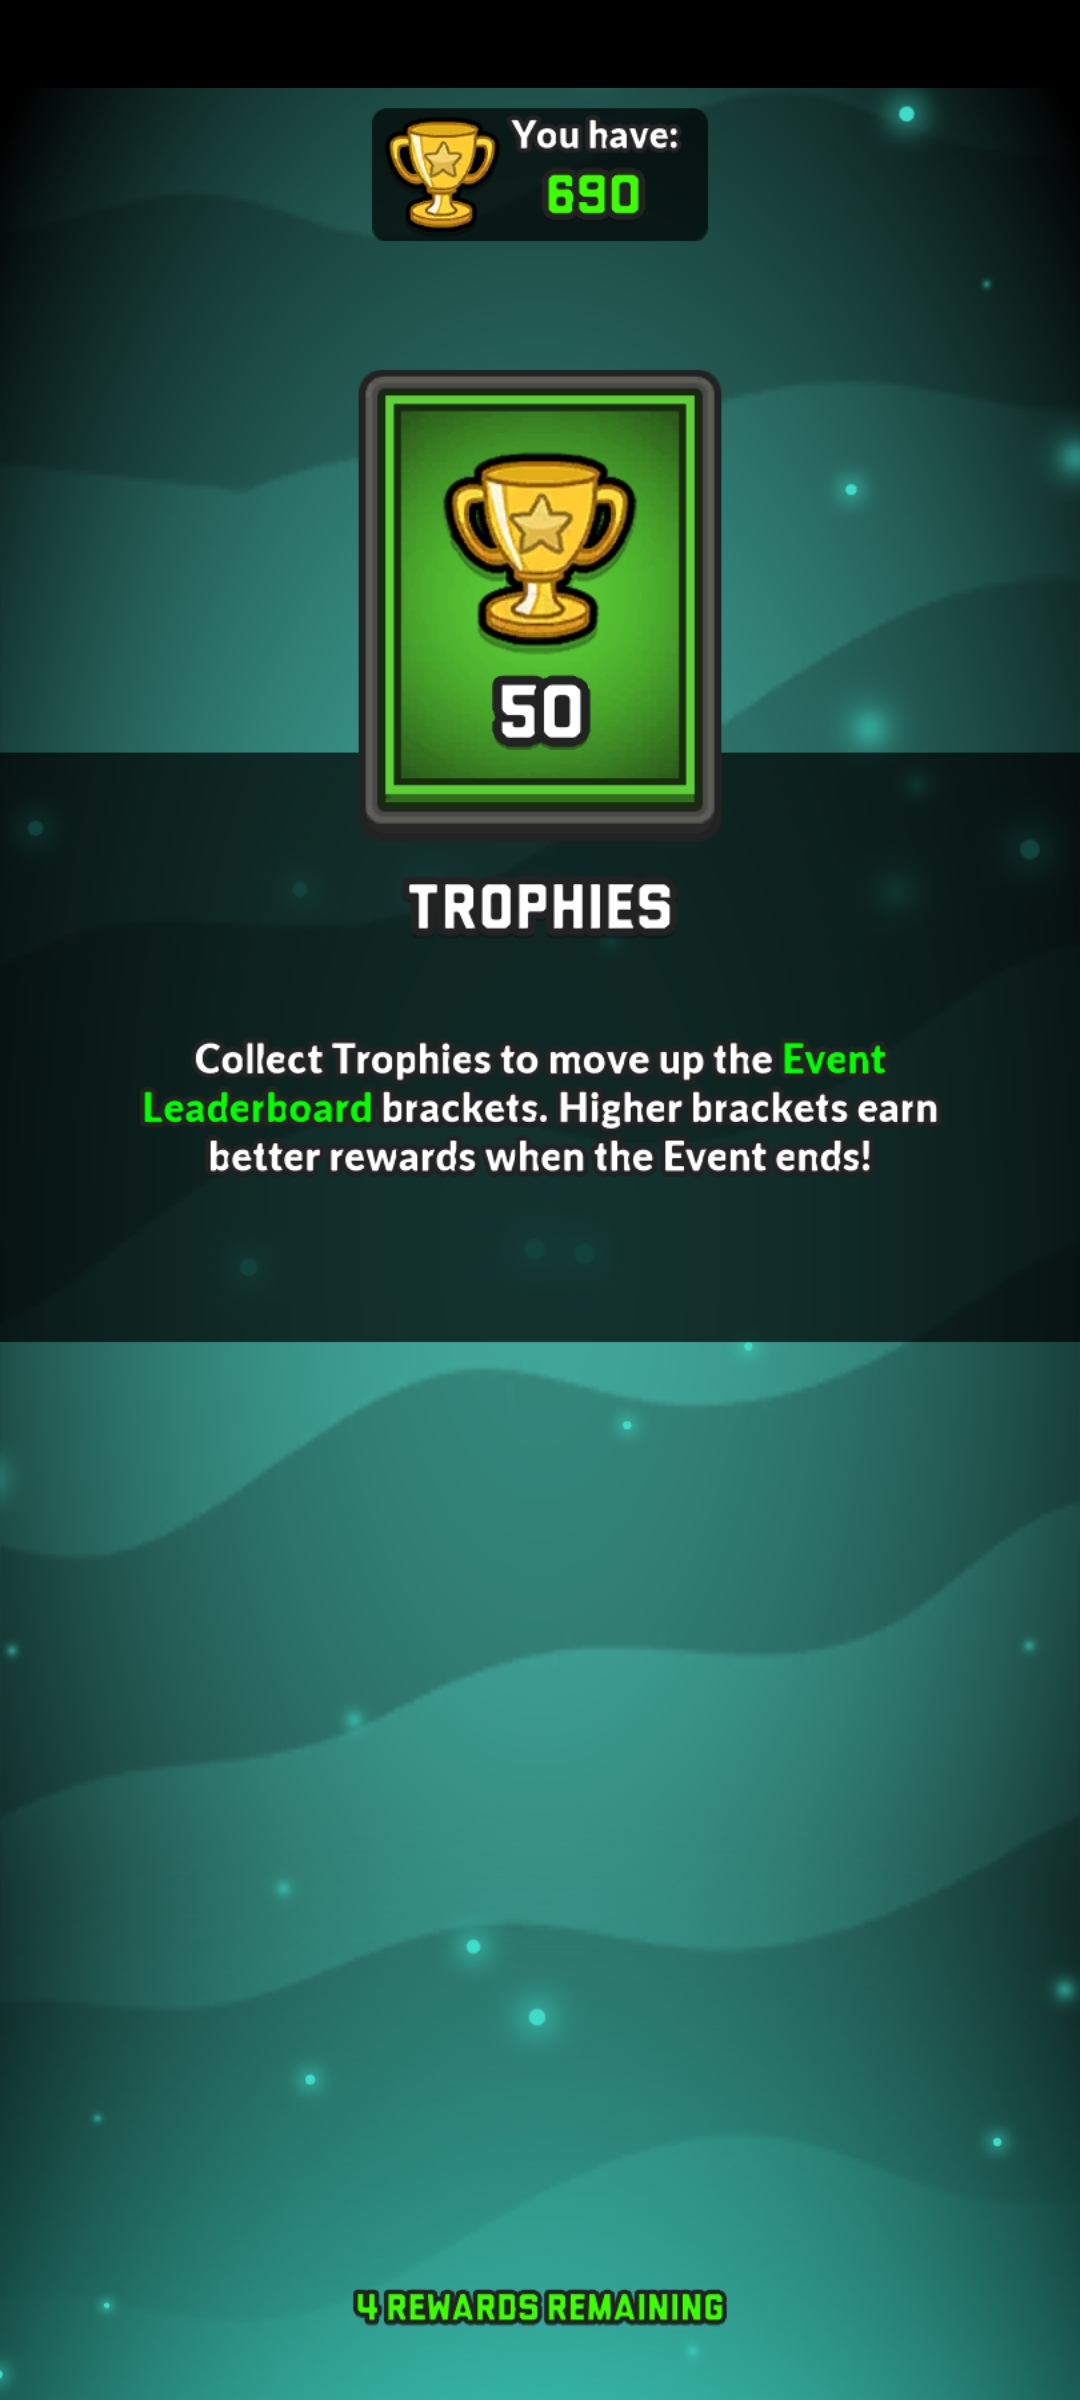 You have:
690
50
TROPHIES
Collect Trophies to move up the Event
Leaderboard brackets. Higher brackets earn
better rewards when the Event ends!
4 REWARDS REMAINING